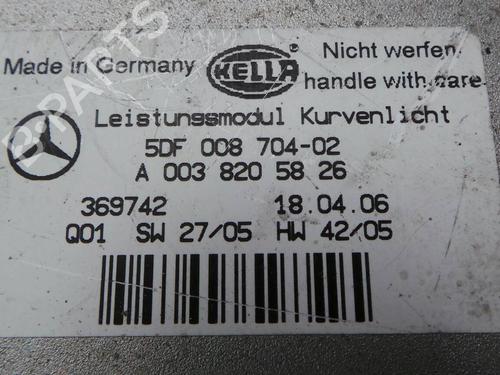 Made in Germany HELLA Nicht werfen
handle with care
Leistungsmodul Kurvenlicht
5DF 008 704-02
A 003 820 58 26
369742 18.04.06
Q01 SW 27/05 HW 42/05